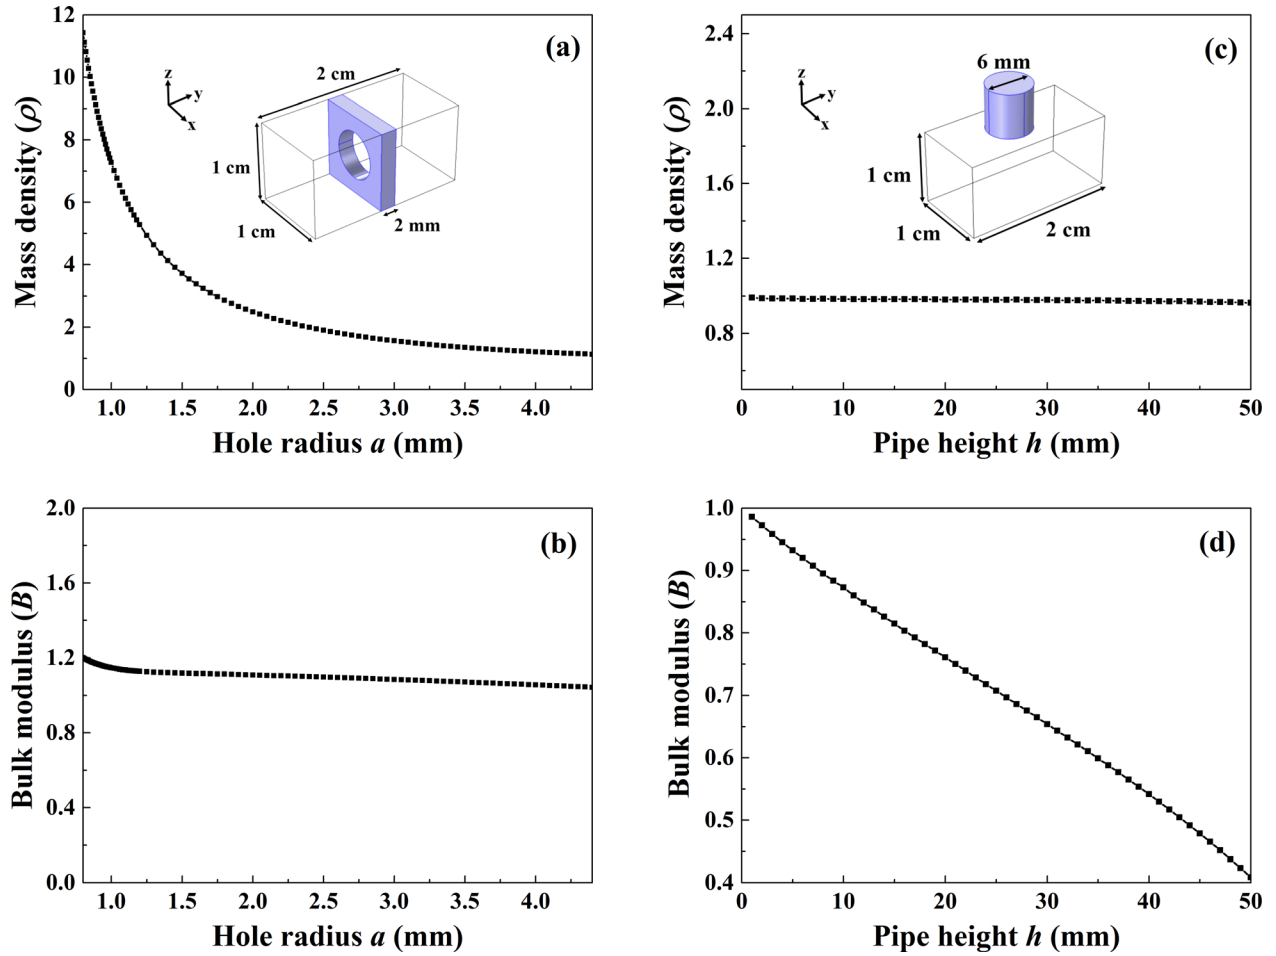 12
10
8
6
4
2
0
Mass density (ρ)
(a)
z
y
x
2 cm
1 cm
1 cm
2 mm
1.0 1.5 2.0 2.5 3.0 3.5 4.0
Hole radius a (mm)
2.4
2.0
1.6
1.2
0.8
Mass density (ρ)
(c)
z
y
x
6 mm
1 cm
1 cm
2 cm
0 10 20 30 40 50
Pipe height h (mm)
2.0
1.6
1.2
0.8
0.4
0.0
Bulk modulus (B)
(b)
1.0 1.5 2.0 2.5 3.0 3.5 4.0
Hole radius a (mm)
1.0
0.9
0.8
0.7
0.6
0.5
0.4
Bulk modulus (B)
(d)
0 10 20 30 40 50
Pipe height h (mm)